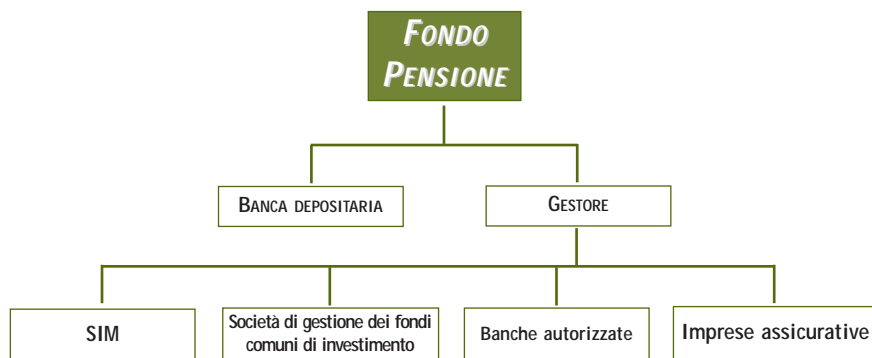 FONDO
PENSIONE
BANCA DEPOSITARIA
GESTORE
SIM
Società di gestione dei fondi
comuni di investimento
Banche autorizzate
Imprese assicurative